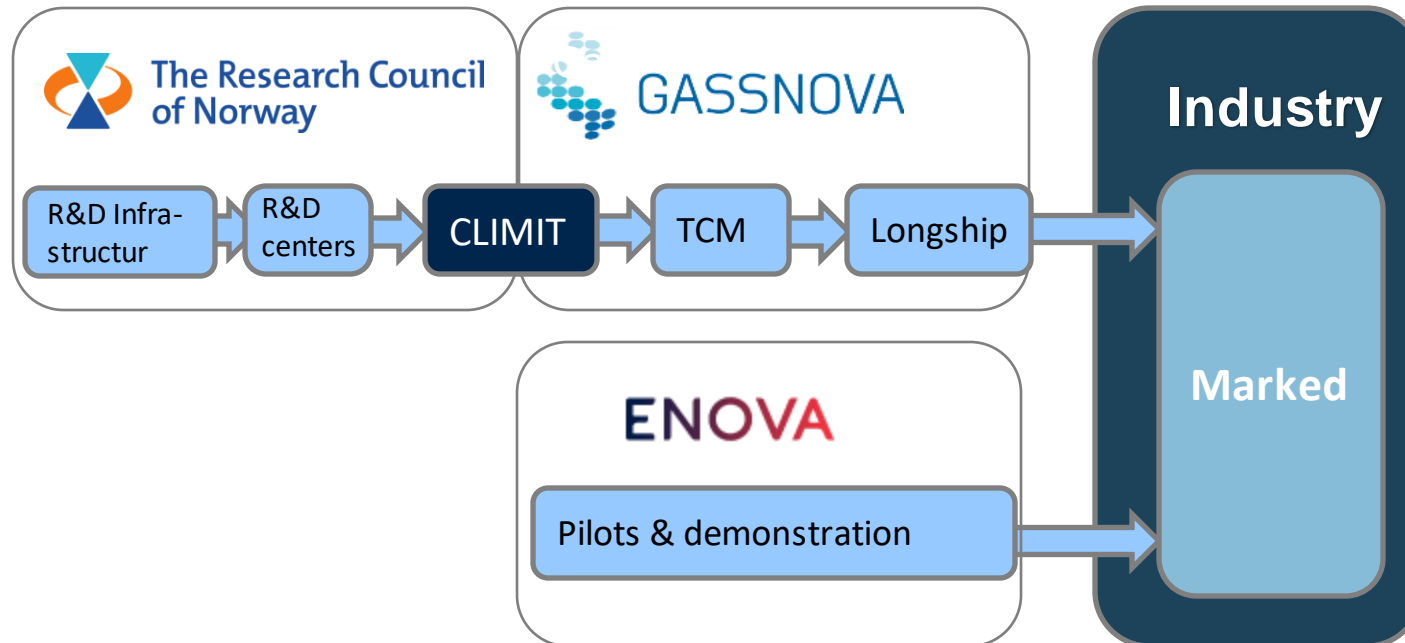 The Research Council
of Norway
GASSNOVA
Industry
R&D Infra-
structur
R&D
centers
CLIMIT
TCM
Longship
Marked
ENOVA
Pilots & demonstration